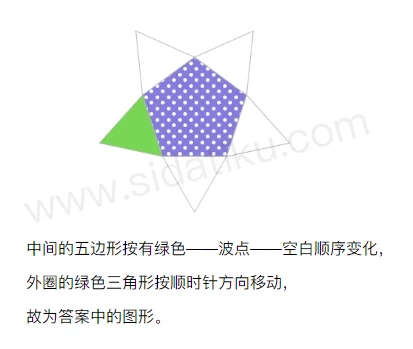 www.sidatiku.com
中间的五边形按有绿色——波点——空白顺序变化，
外圈的绿色三角形按顺时针方向移动，
故为答案中的图形。